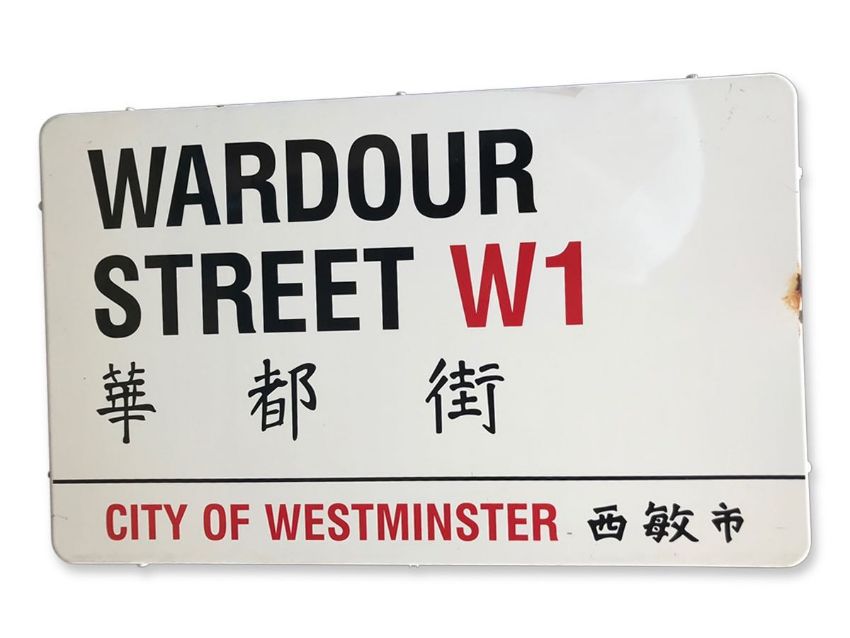 WARDOUR
STREET W1
華都街
CITY OF WESTMINSTER 西敏市